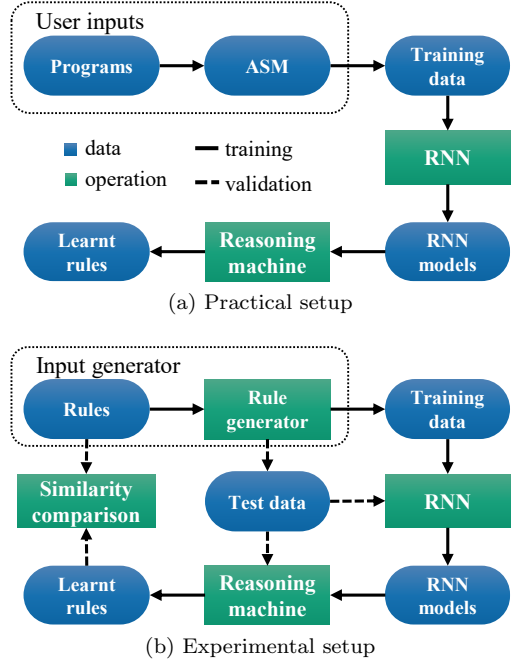 User inputs
Programs
ASM
Training
data
data
training
operation
validation
RNN
Learnt
rules
Reasoning
machine
RNN
models
(a) Practical setup
Input generator
Rules
Rule
generator
Training
data
Similarity
comparison
Test data
RNN
Learnt
rules
Reasoning
machine
RNN
models
(b) Experimental setup